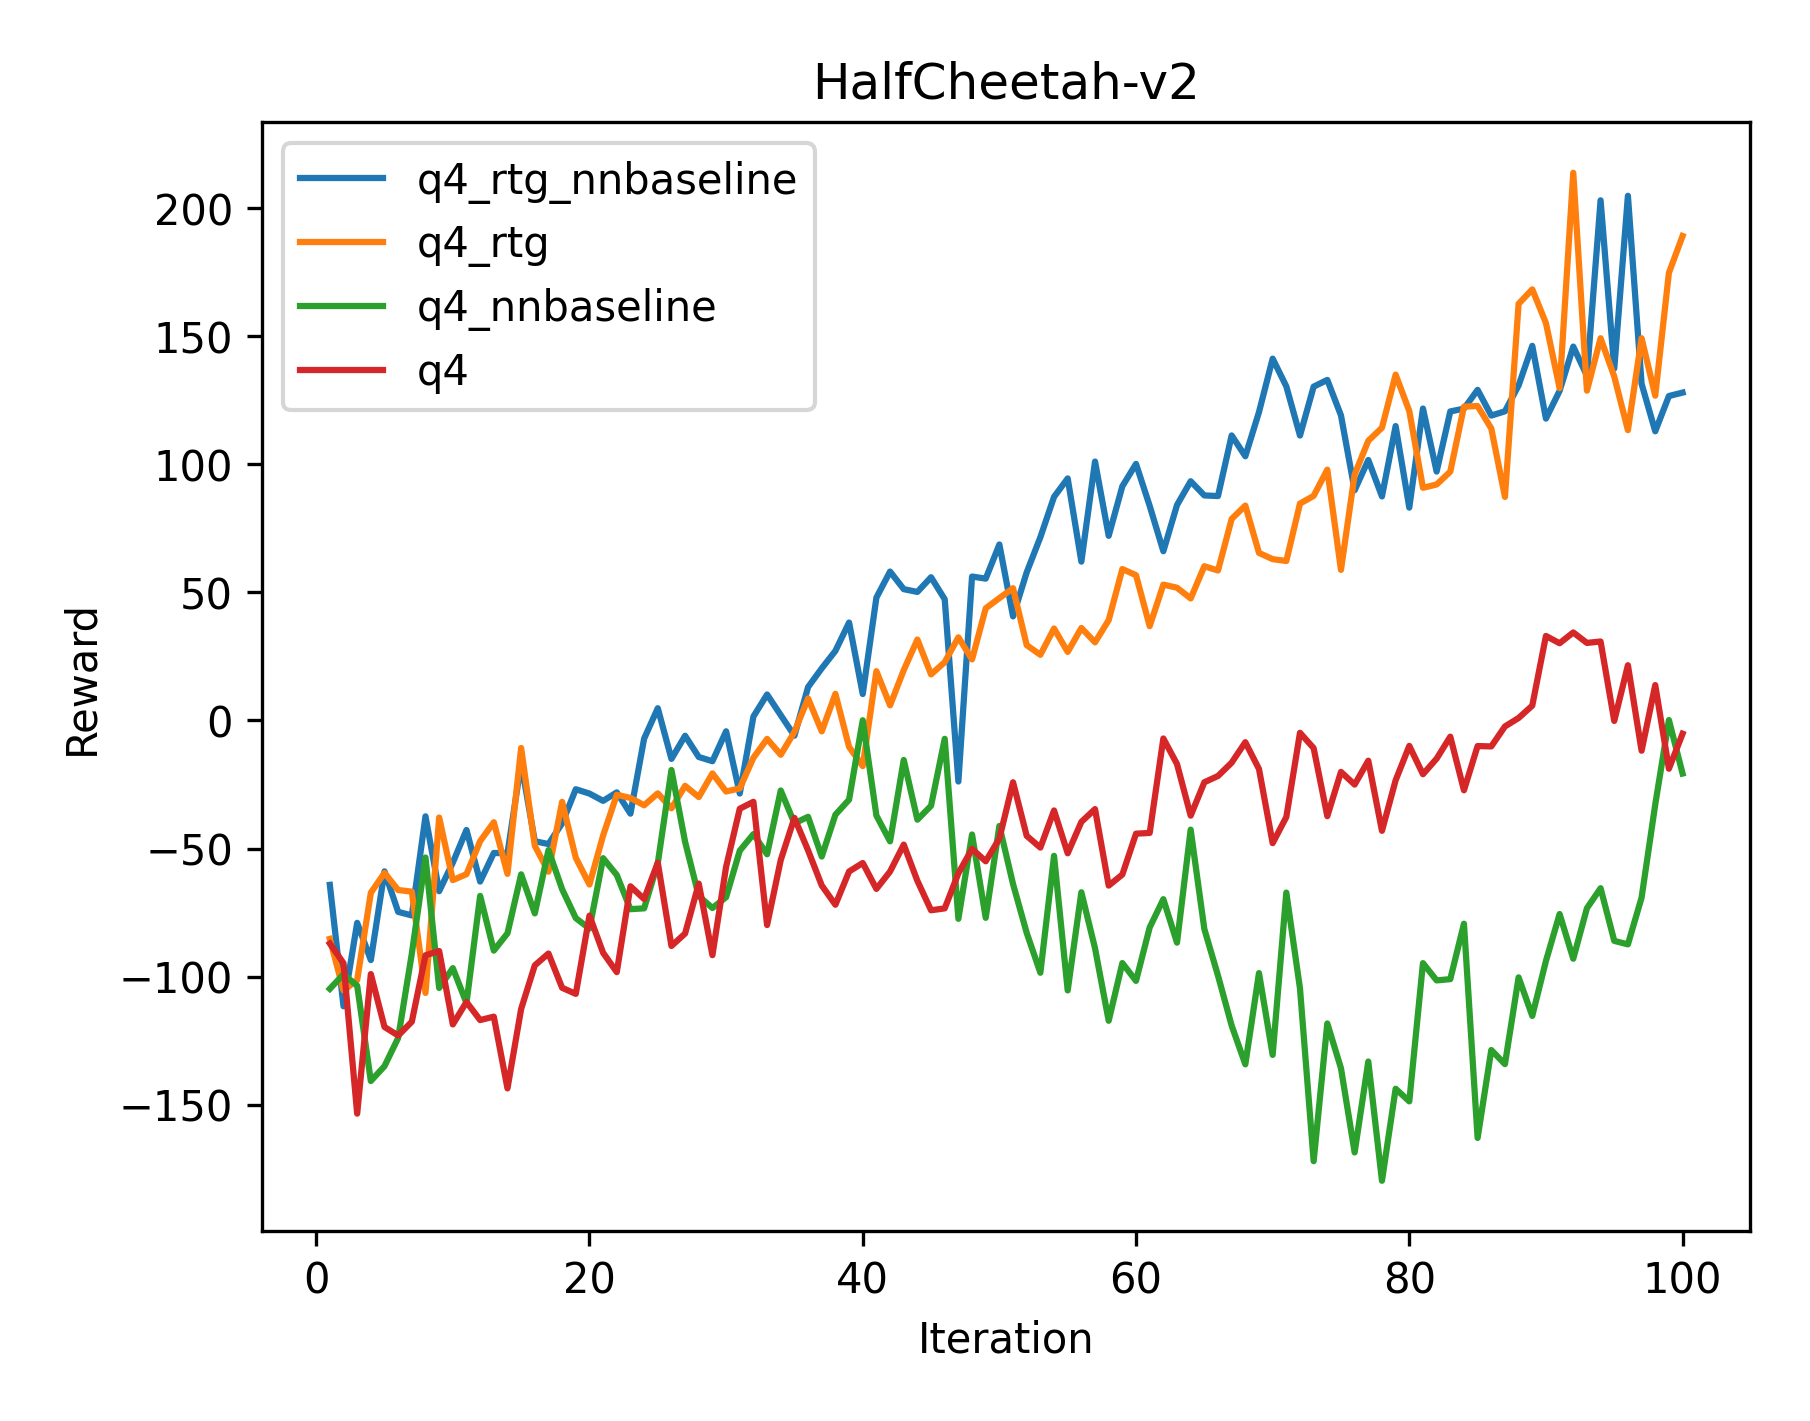 HalfCheetah-v2
q4_rtg_nnbaseline
q4_rtg
q4_nnbaseline
q4
200
150
100
50
0
−50
−100
−150
Reward
0 20 40 60 80 100
Iteration